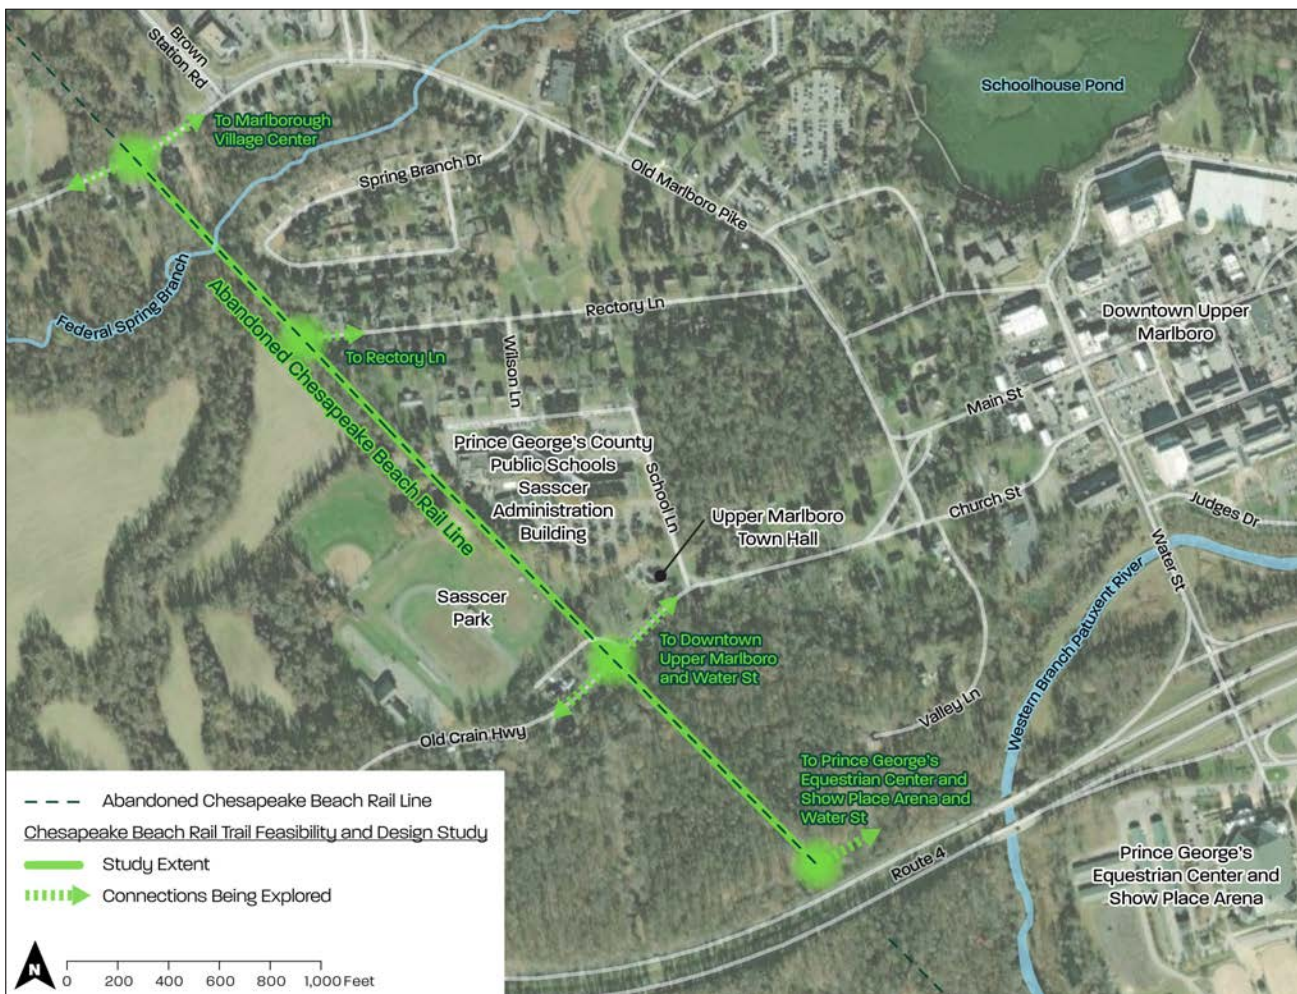 Brown
Station Rd
Schoolhouse Pond
To Marlborough
Village Center
Spring Branch Dr
Old Marlboro Pike
Federal Spring Branch
Abandoned Chesapeake Beach Rail Line
Rectory Ln
To Rectory Ln
Wilson Ln
Downtown Upper
Marlboro
Main St
Prince George's County
Public Schools
Sasscer
Administration
Building
School Ln
Upper Marlboro
Town Hall
Church St
Judges Dr
Water St
Western Branch Patuxent River
Sasscer
Park
To Downtown
Upper Marlboro
and Water St
Old Crain Hwy
Valley Ln
To Prince George's
Equestrian Center and
Show Place Arena and
Water St
Route 4
Prince George's
Equestrian Center and
Show Place Arena
Abandoned Chesapeake Beach Rail Line
Chesapeake Beach Rail Trail Feasibility and Design Study
Study Extent
Connections Being Explored
N
0 200 400 600 800 1,000 Feet